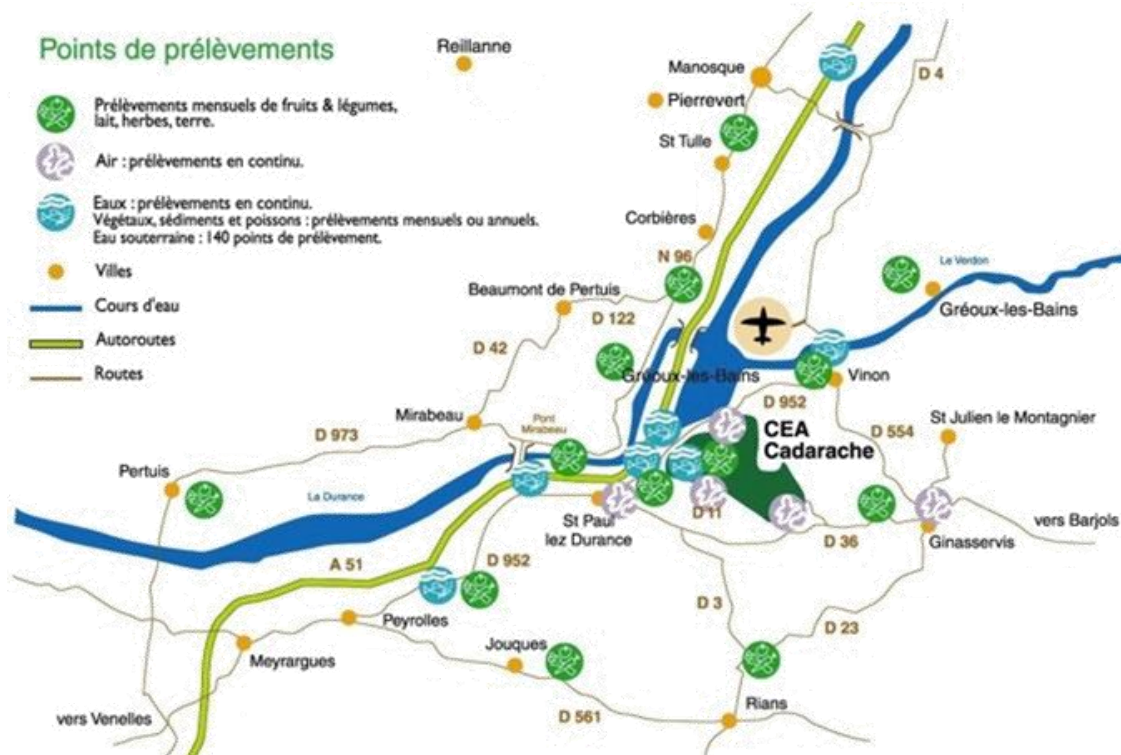 Points de prélèvements
Prélèvements mensuels de fruits & légumes,
lait, herbes, terre.
Air : prélèvements en continu.
Eaux : prélèvements en continu.
Végétaux, sédiments et poissons : prélèvements mensuels ou annuels.
Eau souterraine : 140 points de prélèvement.
Villes
Cours d'eau
Autoroutes
Routes
Reillanne
Manosque
D 4
Pierrevert
St Tulle
Corbières
N 96
Le Verdon
Beaumont de Pertuis
Gréoux-les-Bains
D 122
D 42
Gréoux-les-Bains
Vinon
D 952
Mirabeau
Pont
Mirabeau
CEA
Cadarache
St Julien le Montagnier
D 554
D 973
Pertuis
La Durance
D 11
St Paul
lez Durance
vers Barjols
D 36
Ginasservis
A 51
D 952
D 3
Peyrolles
D 23
Jouques
Meyrargues
Rians
vers Venelles
D 561